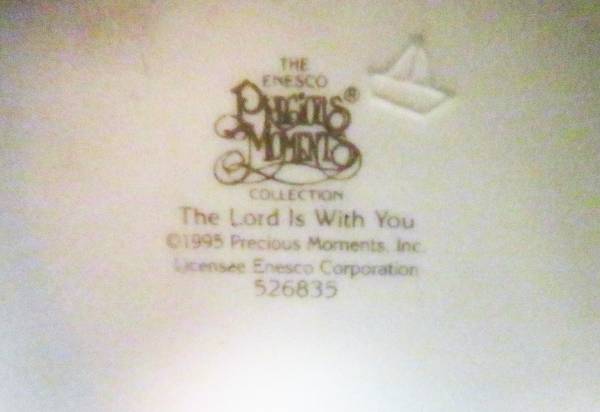 THE
ENESCO
PRECIOUS®
MOMENTS
COLLECTION
The Lord Is With You
©1995 Precious Moments, Inc.
Licensee Enesco Corporation
526835